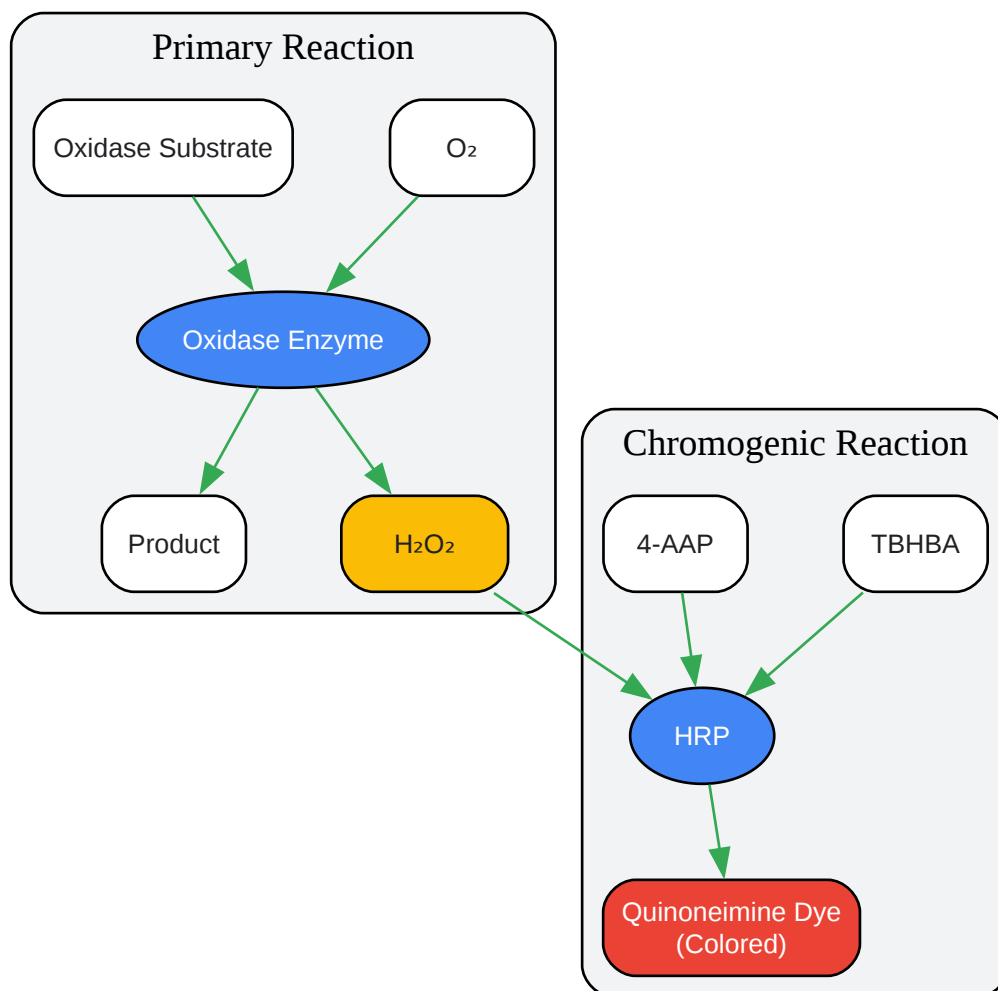 Primary Reaction
Oxidase Substrate
O₂
Oxidase Enzyme
Product
H₂O₂
Chromogenic Reaction
4-AAP
TBHBA
HRP
Quinoneimine Dye
(Colored)